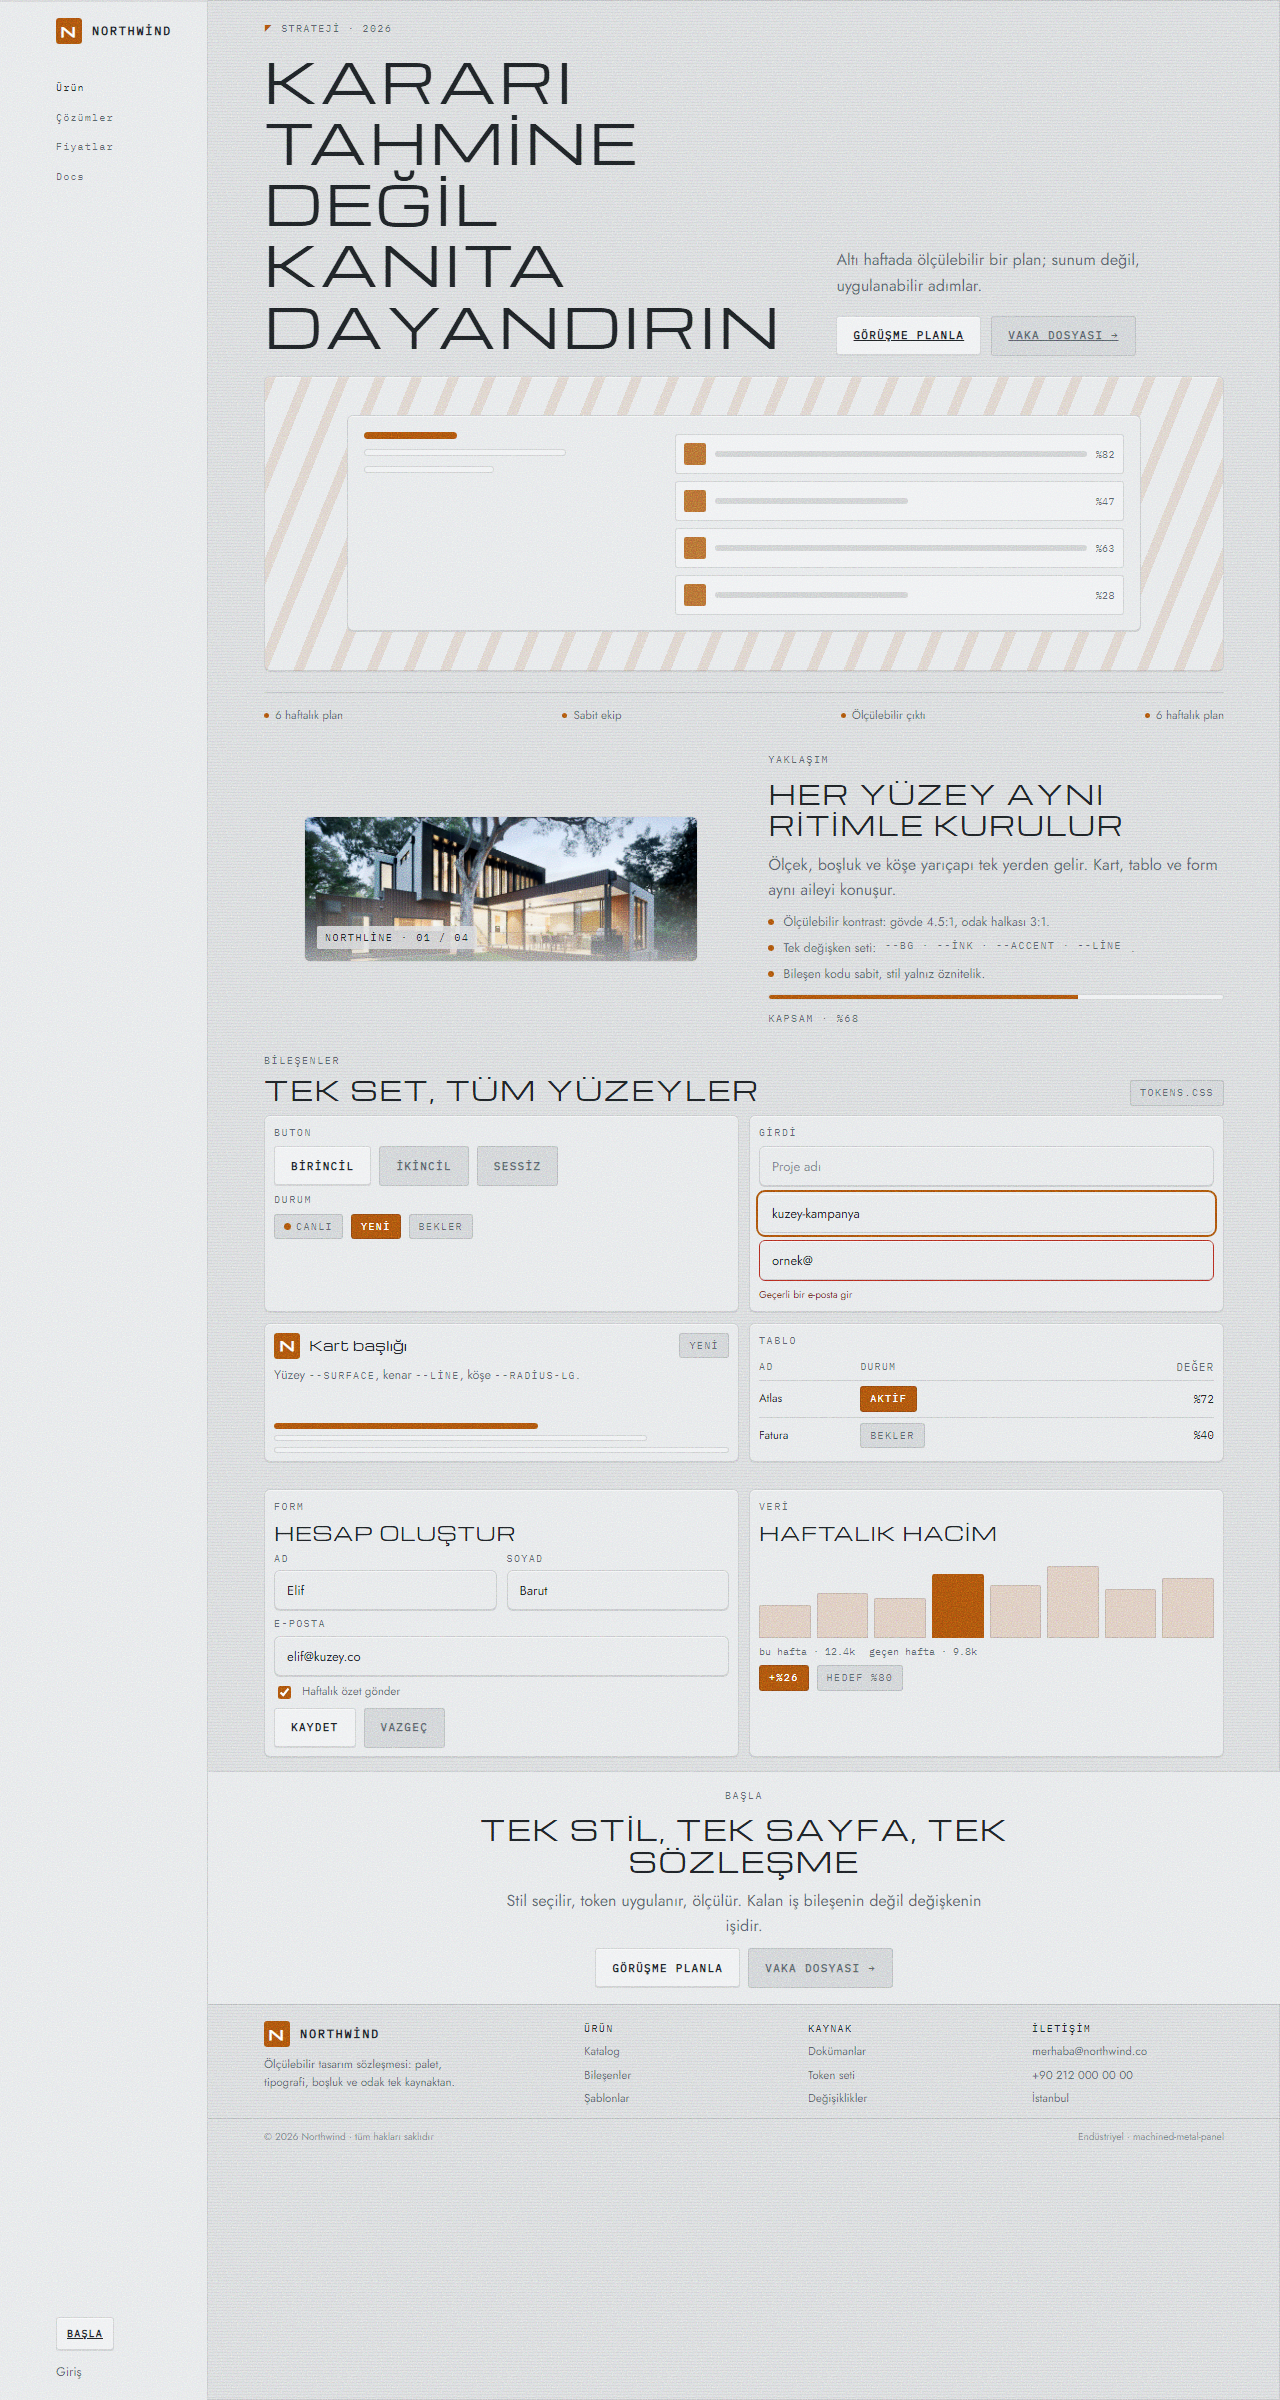 NORTHWİND
Ürün
Çözümler
Fiyatlar
Docs
STRATEJİ · 2026
KARARI
TAHMİNE
DEĞİL
KANITA
DAYANDIRIN
Altı haftada ölçülebilir bir plan; sunum değil,
uygulanabilir adımlar.
GÖRÜŞME PLANLA
VAKA DOSYASI →
%82
%47
%63
%28
6 haftalık plan
Sabit ekip
Ölçülebilir çıktı
6 haftalık plan
NORTHLİNE · 01 / 04
YAKLAŞIM
HER YÜZEY AYNI
RİTİMLE KURULUR
Ölçek, boşluk ve köşe yarıçapı tek yerden gelir. Kart, tablo ve form
aynı aileyi konuşur.
Ölçülebilir kontrast: gövde 4.5:1, odak halkası 3:1.
Tek değişken seti: --BG · --İNK · --ACCENT · --LİNE .
Bileşen kodu sabit, stil yalnız öznitelik.
KAPSAM · %68
BİLEŞENLER
TEK SET, TÜM YÜZEYLER
TOKENS.CSS
BUTON
BİRİNCİL
İKİNCİL
SESSİZ
DURUM
CANLI
YENİ
BEKLER
GİRDİ
Proje adı
kuzey-kampanya
ornek@
Geçerli bir e-posta gir
N Kart başlığı
YENİ
Yüzey --SURFACE, kenar --LİNE, köşe --RADİUS-LG.
TABLO
AD DURUM DEĞER
Atlas AKTİF %72
Fatura BEKLER %40
FORM
HESAP OLUŞTUR
AD
SOYAD
Elif
Barut
E-POSTA
elif@kuzey.co
Haftalık özet gönder
KAYDET
VAZGEÇ
VERİ
HAFTALIK HACİM
bu hafta · 12.4k geçen hafta · 9.8k
+%26
HEDEF %80
BAŞLA
TEK STİL, TEK SAYFA, TEK
SÖZLEŞME
Stil seçilir, token uygulanır, ölçülür. Kalan iş bileşenin değil değişkenin
işidir.
GÖRÜŞME PLANLA
VAKA DOSYASI →
N NORTHWİND
Ölçülebilir tasarım sözleşmesi: palet,
tipografi, boşluk ve odak tek kaynaktan.
ÜRÜN
Katalog
Bileşenler
Şablonlar
KAYNAK
Dokümanlar
Token seti
Değişiklikler
İLETİŞİM
merhaba@northwind.co
+90 212 000 00 00
İstanbul
© 2026 Northwind · tüm hakları saklıdır
Endüstriyel · machined-metal-panel
BAŞLA
Giriş